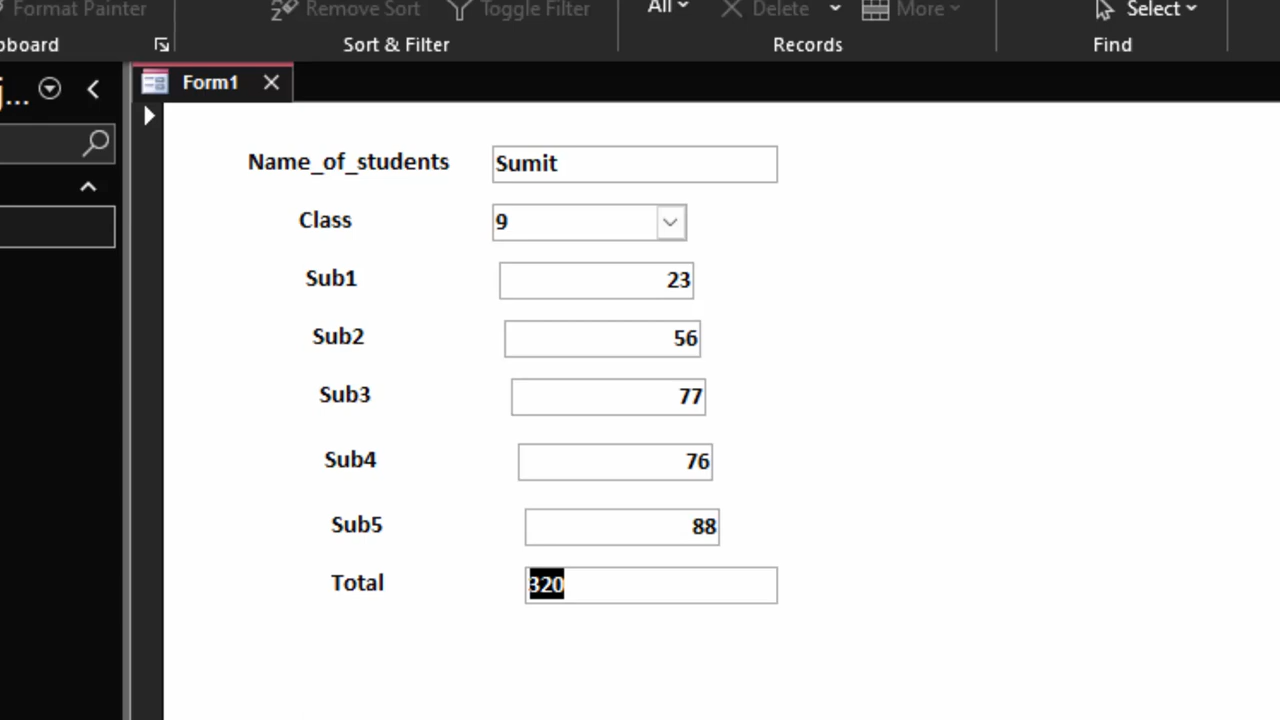 Format Painter
Remove Sort
Toggle Filter
All
Delete
More
Select
pboard
Sort & Filter
Records
Find
j...
Form1
Name_of_students Sumit
Class 9
Sub1 23
Sub2 56
Sub3 77
Sub4 76
Sub5 88
Total 320